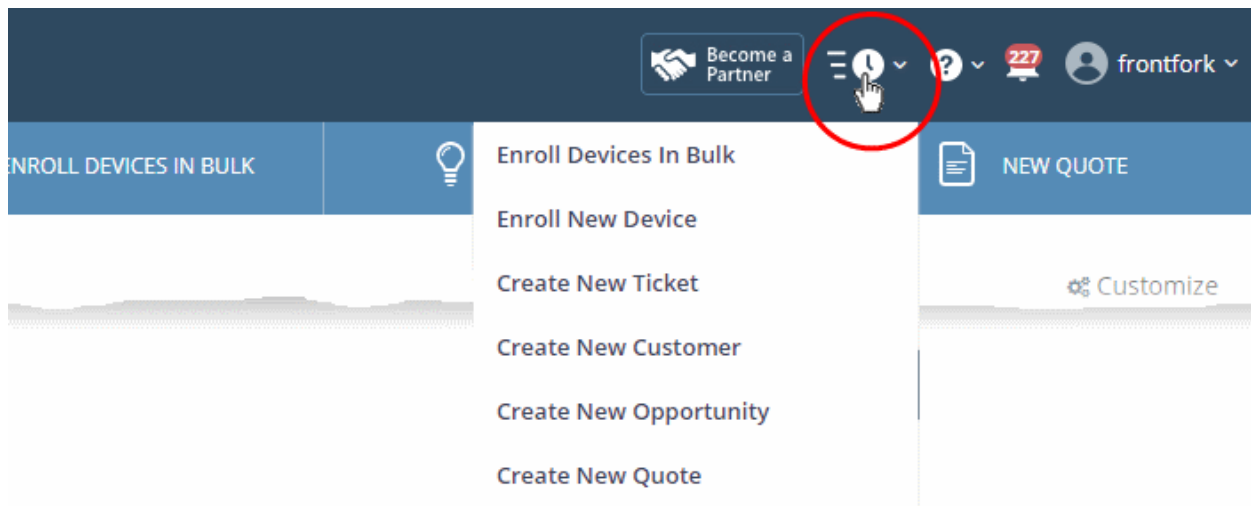 Become a
Partner
?
227
frontfork
ENROLL DEVICES IN BULK
NEW QUOTE
Enroll Devices In Bulk
Enroll New Device
Create New Ticket
Customize
Create New Customer
Create New Opportunity
Create New Quote